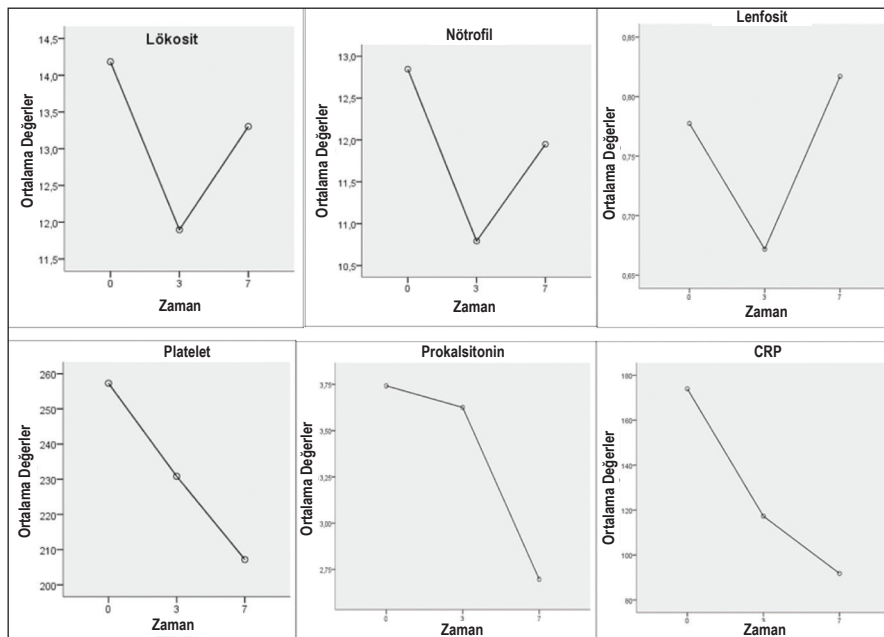 Lökosit
Ortalama Değerler
14,5
14,0
13,5
13,0
12,5
12,0
11,5
0 3 7
Zaman
Nötrofil
Ortalama Değerler
13,0
12,5
12,0
11,5
11,0
10,5
0 3 7
Zaman
Lenfosit
Ortalama Değerler
0,85
0,80
0,75
0,70
0,65
0 3 7
Zaman
Platelet
Ortalama Değerler
260
250
240
230
220
210
200
0 3 7
Zaman
Prokalsitonin
Ortalama Değerler
3,75
3,50
3,25
3,00
2,75
0 3 7
Zaman
CRP
Ortalama Değerler
180
160
140
120
100
80
0 3 7
Zaman